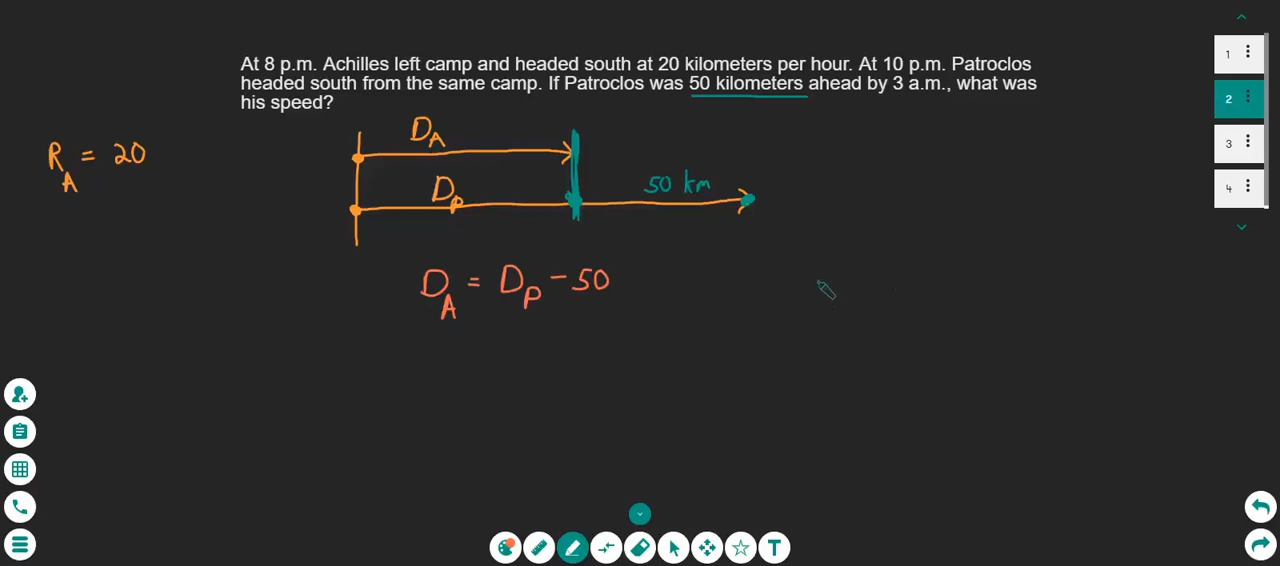 At 8 p.m. Achilles left camp and headed south at 20 kilometers per hour. At 10 p.m. Patroclos
headed south from the same camp. If Patroclos was 50 kilometers ahead by 3 a.m., what was
his speed?
R_A = 20
D_A
D_P
50 km
D_A = D_P - 50
1
2
3
4
T